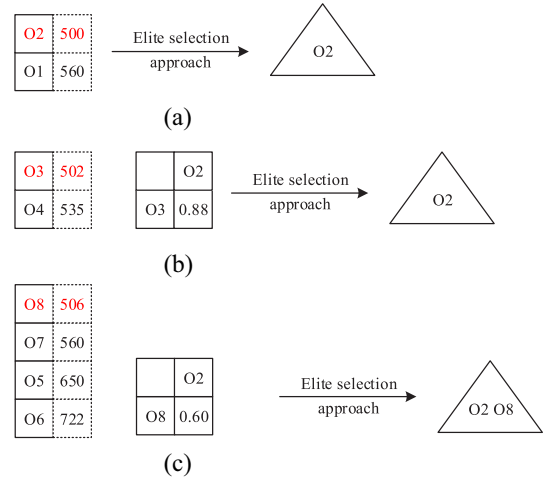 O2 500
O1 560
Elite selection
approach
O2
(a)
O3 502
O4 535
O2
O3 0.88
Elite selection
approach
O2
(b)
O8 506
O7 560
O5 650
O6 722
O2
O8 0.60
Elite selection
approach
O2 O8
(c)